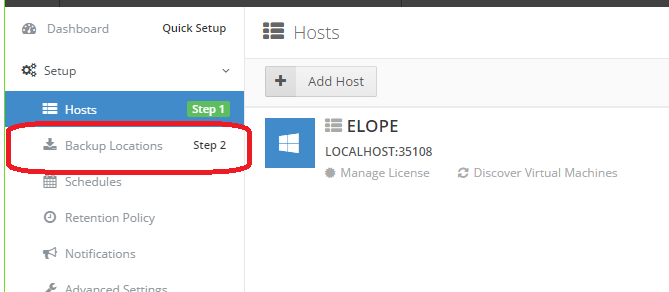 Dashboard Quick Setup
Setup
Hosts Step 1
Backup Locations Step 2
Schedules
Retention Policy
Notifications
Advanced Settings
Hosts
Add Host
ELOPE
LOCALHOST:35108
Manage License Discover Virtual Machines